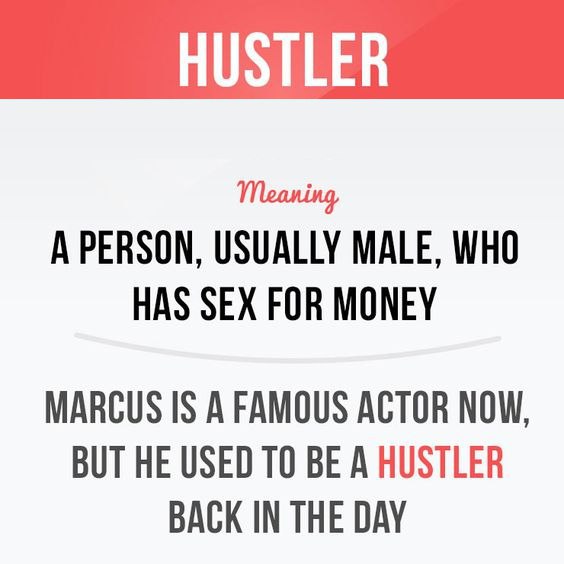 HUSTLER
Meaning
A PERSON, USUALLY MALE, WHO
HAS SEX FOR MONEY
MARCUS IS A FAMOUS ACTOR NOW,
BUT HE USED TO BE A HUSTLER
BACK IN THE DAY